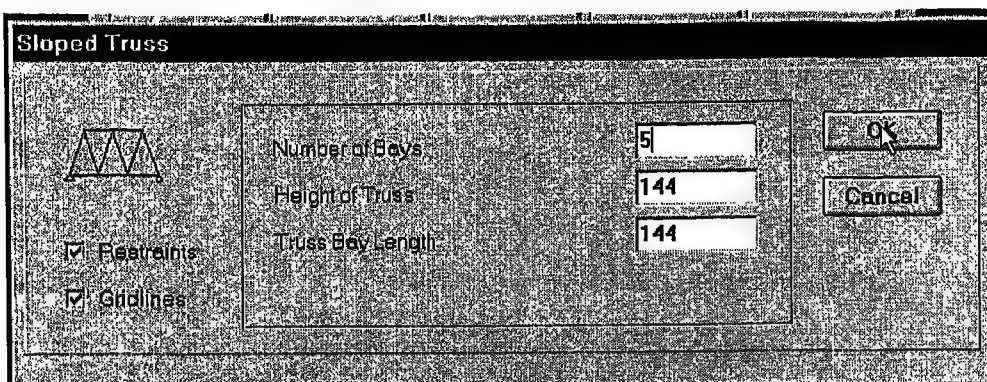 Sloped Truss
Number of Bays
5
OK
Height of Truss
144
Cancel
Truss Bay Length
144
Restraints
Gridlines